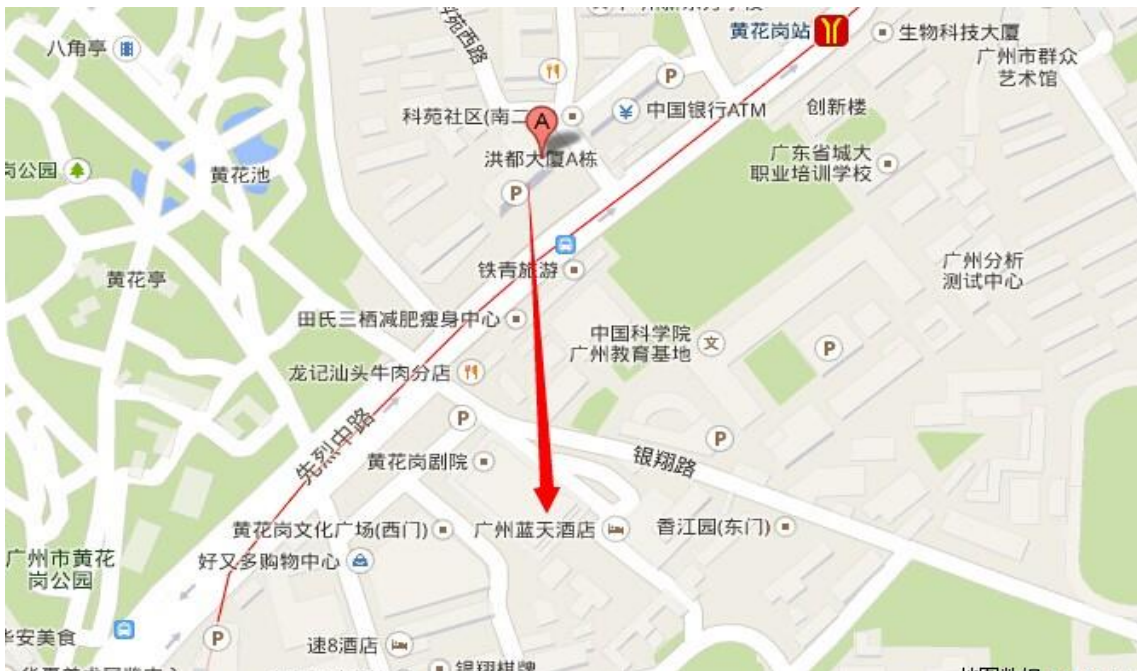 八角亭
黄花岗站
生物科技大厦
广州市群众
艺术馆
苑西路
P
科苑社区(南二
A
中国银行ATM
创新楼
洪都大厦A栋
广东省城大
职业培训学校
岗公园
黄花池
P
黄花亭
铁青旅游
广州分析
测试中心
田氏三栖减肥瘦身中心
中国科学院
广州教育基地
文
P
龙记汕头牛肉分店
先烈中路
P
P
黄花岗剧院
银翔路
黄花岗文化广场(西门)
广州蓝天酒店
香江园(东门)
广州市黄花
岗公园
好又多购物中心
华安美食
P
速8酒店
银翔棋牌